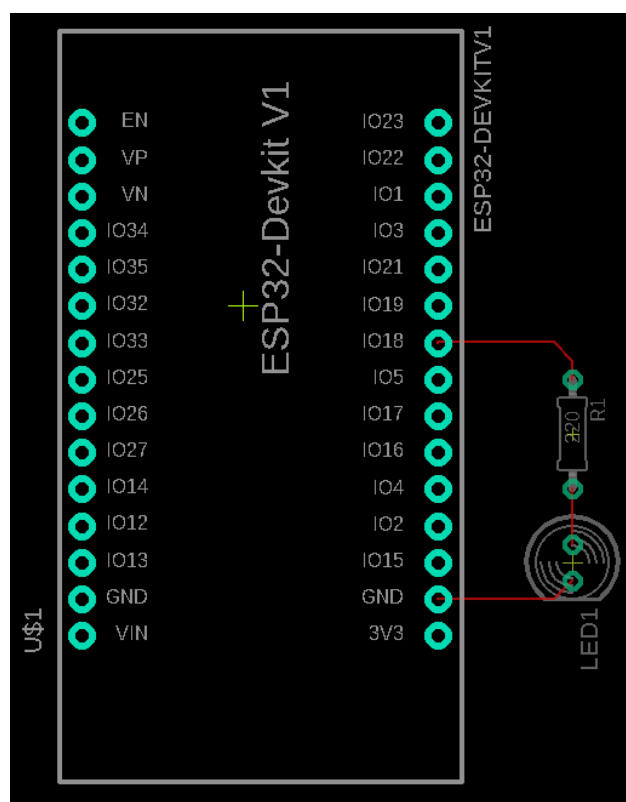 ESP32-Devkit V1
ESP32-DEVKITV1
EN
VP
VN
IO34
IO35
IO32
IO33
IO25
IO26
IO27
IO14
IO12
IO13
GND
VIN
IO23
IO22
IO1
IO3
IO21
IO19
IO18
IO5
IO17
IO16
IO4
IO2
IO15
GND
3V3
U$1
R1
220
LED1